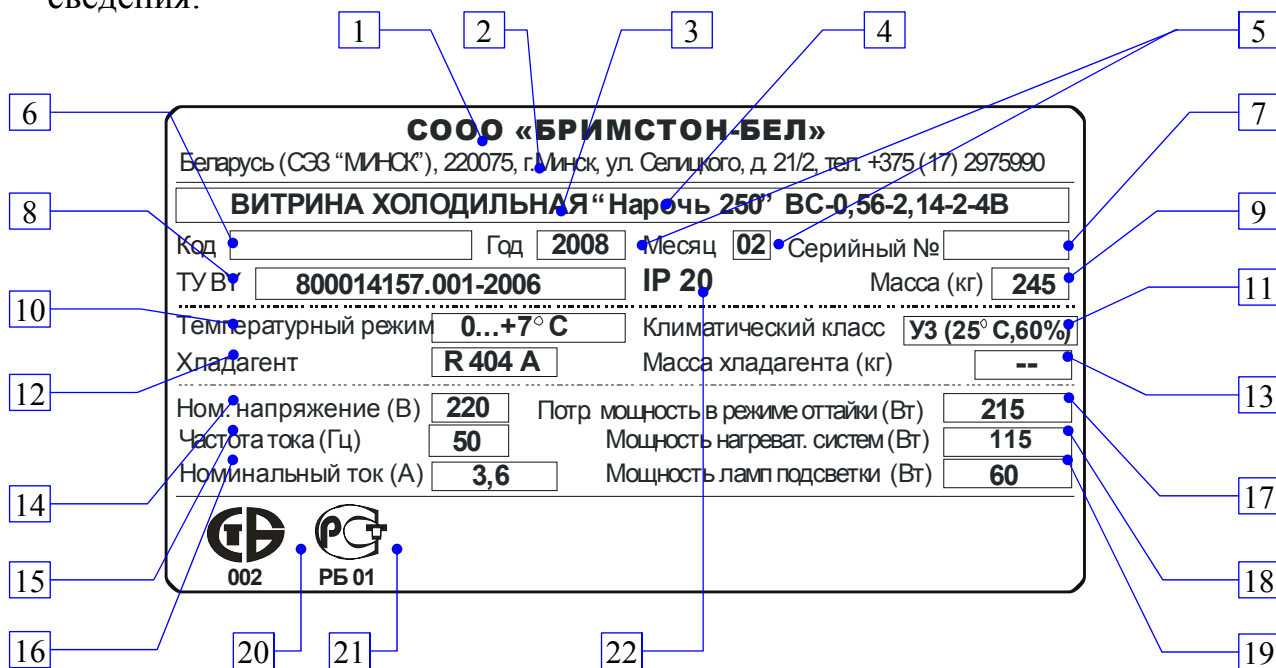 сведения:
1 2 3 4 5
6 СООО «БРИМСТОН-БЕЛ» 7
Беларусь (СЭЗ “МИНСК”), 220075, г.Минск, ул. Селицкого, д. 21/2, тел. +375 (17) 2975990
8 ВИТРИНА ХОЛОДИЛЬНАЯ “Нарочь 250” ВС-0,56-2,14-2-4В 9
Код Год 2008 Месяц 02 Серийный №
ТУ BY 800014157.001-2006 IP 20 Масса (кг) 245
10 Температурный режим 0...+7° С Климатический класс У3 (25° С,60%) 11
12 Хладагент R 404 A Масса хладагента (кг) -- 13
Ном. напряжение (В) 220 Потр. мощность в режиме оттайки (Вт) 215
Частота тока (Гц) 50 Мощность нагреват. систем (Вт) 115
14 Номинальный ток (А) 3,6 Мощность ламп подсветки (Вт) 60 17
СТБ РСТ
15 002 РБ 01 18
16 20 21 22 19